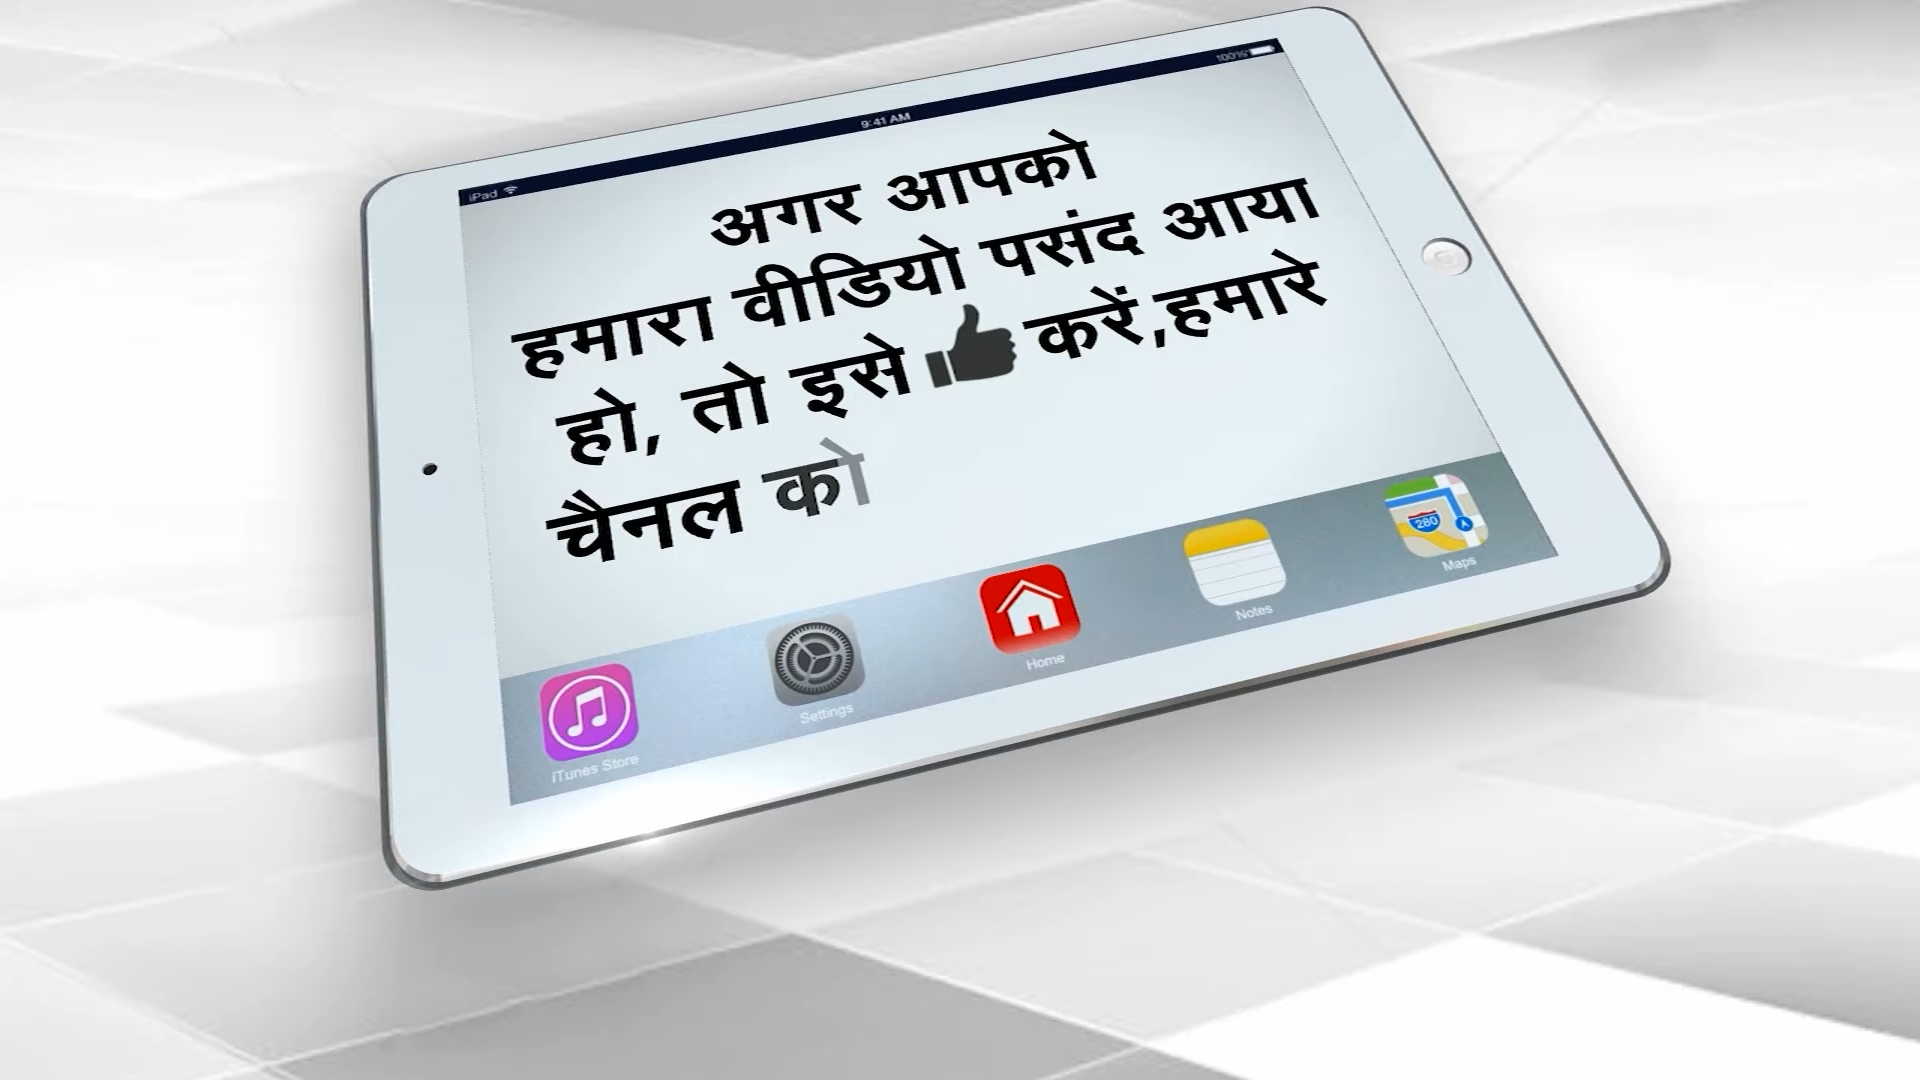 iPad 9:41 AM 100%
अगर आपको
हमारा वीडियो पसंद आया
हो, तो इसे 👍 करें,हमारे
चैनल को
iTunes Store
Settings
Home
Notes
280
Maps